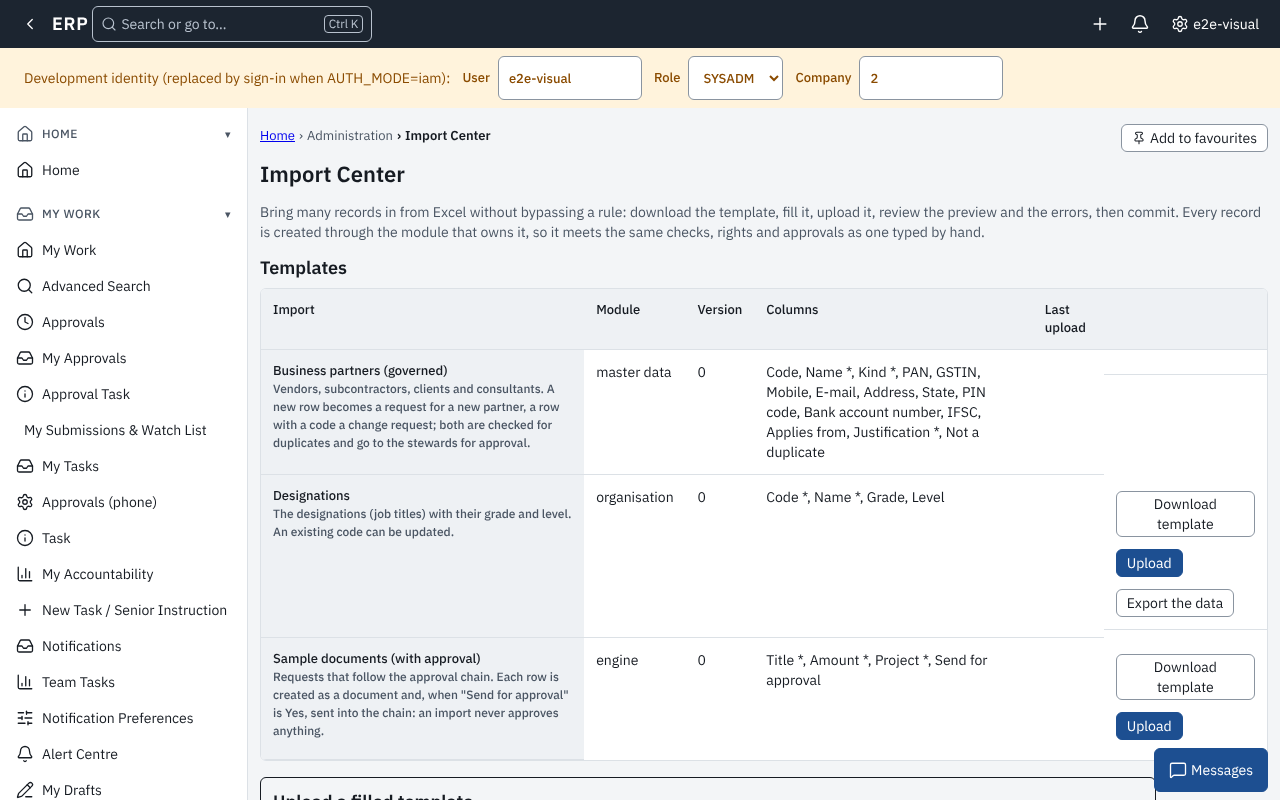 ERP
Search or go to...
Ctrl K
e2e-visual
Development identity (replaced by sign-in when AUTH_MODE=iam):
User
e2e-visual
Role
SYSADM
Company
2
HOME
Home
MY WORK
My Work
Advanced Search
Approvals
My Approvals
Approval Task
My Submissions & Watch List
My Tasks
Approvals (phone)
Task
My Accountability
New Task / Senior Instruction
Notifications
Team Tasks
Notification Preferences
Alert Centre
My Drafts
Home › Administration › Import Center
Add to favourites
Import Center
Bring many records in from Excel without bypassing a rule: download the template, fill it, upload it, review the preview and the errors, then commit. Every record
is created through the module that owns it, so it meets the same checks, rights and approvals as one typed by hand.
Templates
Import
Module
Version
Columns
Last
upload
Business partners (governed)
Vendors, subcontractors, clients and consultants. A
new row becomes a request for a new partner, a row
with a code a change request; both are checked for
duplicates and go to the stewards for approval.
master data
0
Code, Name *, Kind *, PAN, GSTIN,
Mobile, E-mail, Address, State, PIN
code, Bank account number, IFSC,
Applies from, Justification *, Not a
duplicate
Designations
The designations (job titles) with their grade and level.
An existing code can be updated.
organisation
0
Code *, Name *, Grade, Level
Download
template
Upload
Export the data
Sample documents (with approval)
Requests that follow the approval chain. Each row is
created as a document and, when "Send for approval"
is Yes, sent into the chain: an import never approves
anything.
engine
0
Title *, Amount *, Project *, Send for
approval
Download
template
Upload
Messages
Upload a filled template